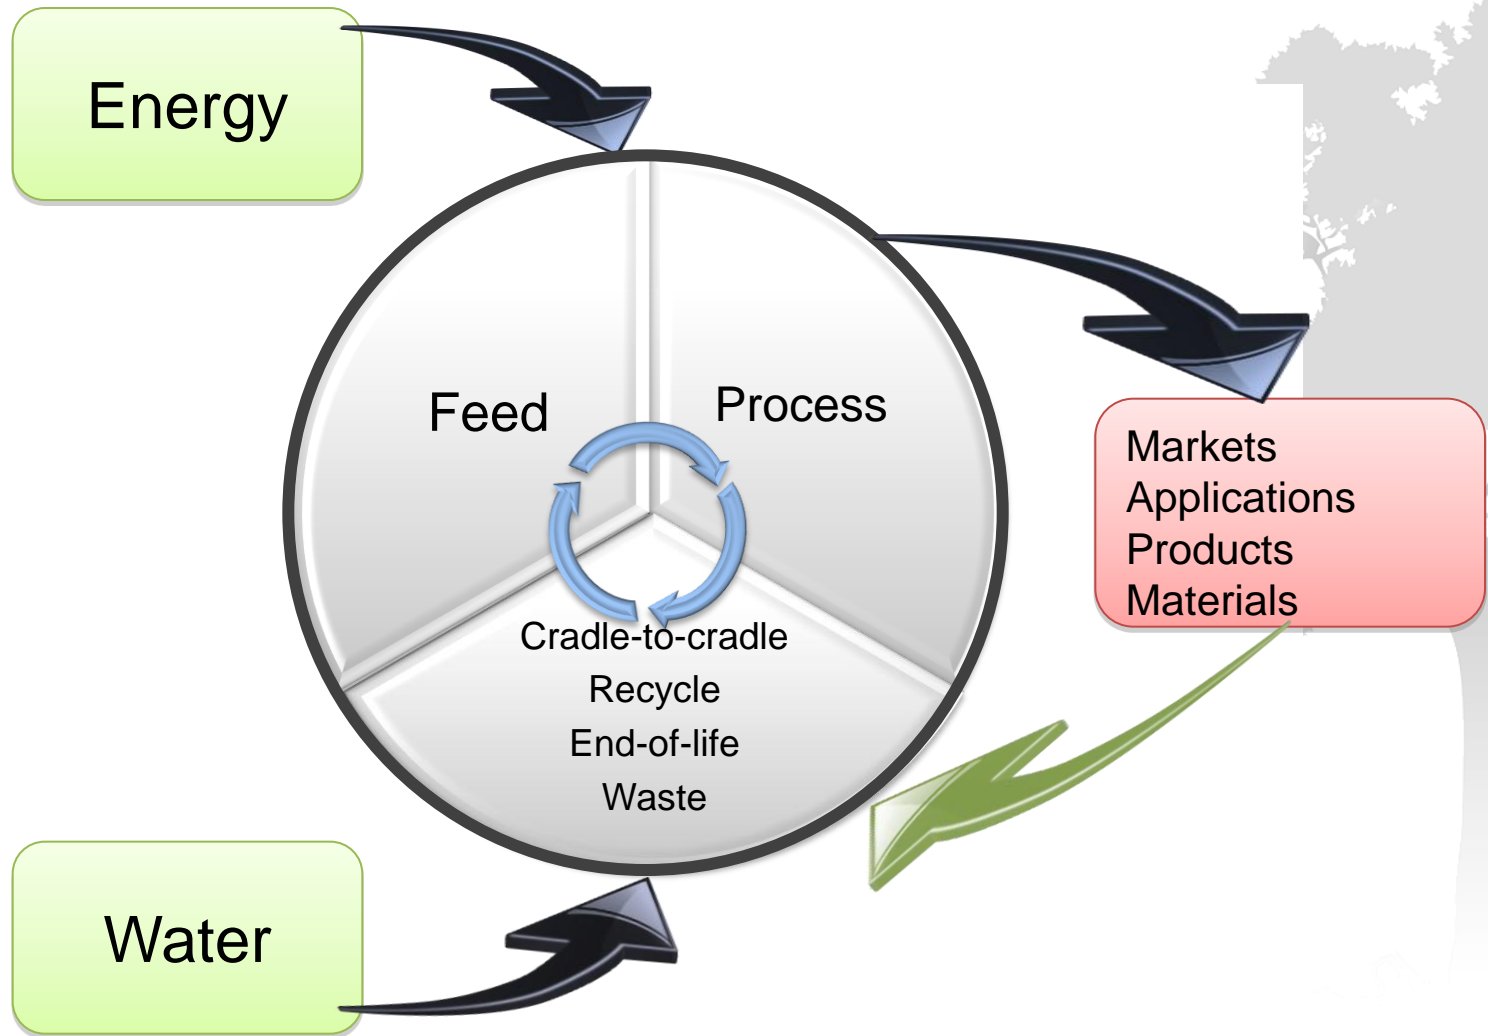 Energy
Feed
Process
Markets
Applications
Products
Materials
Cradle-to-cradle
Recycle
End-of-life
Waste
Water